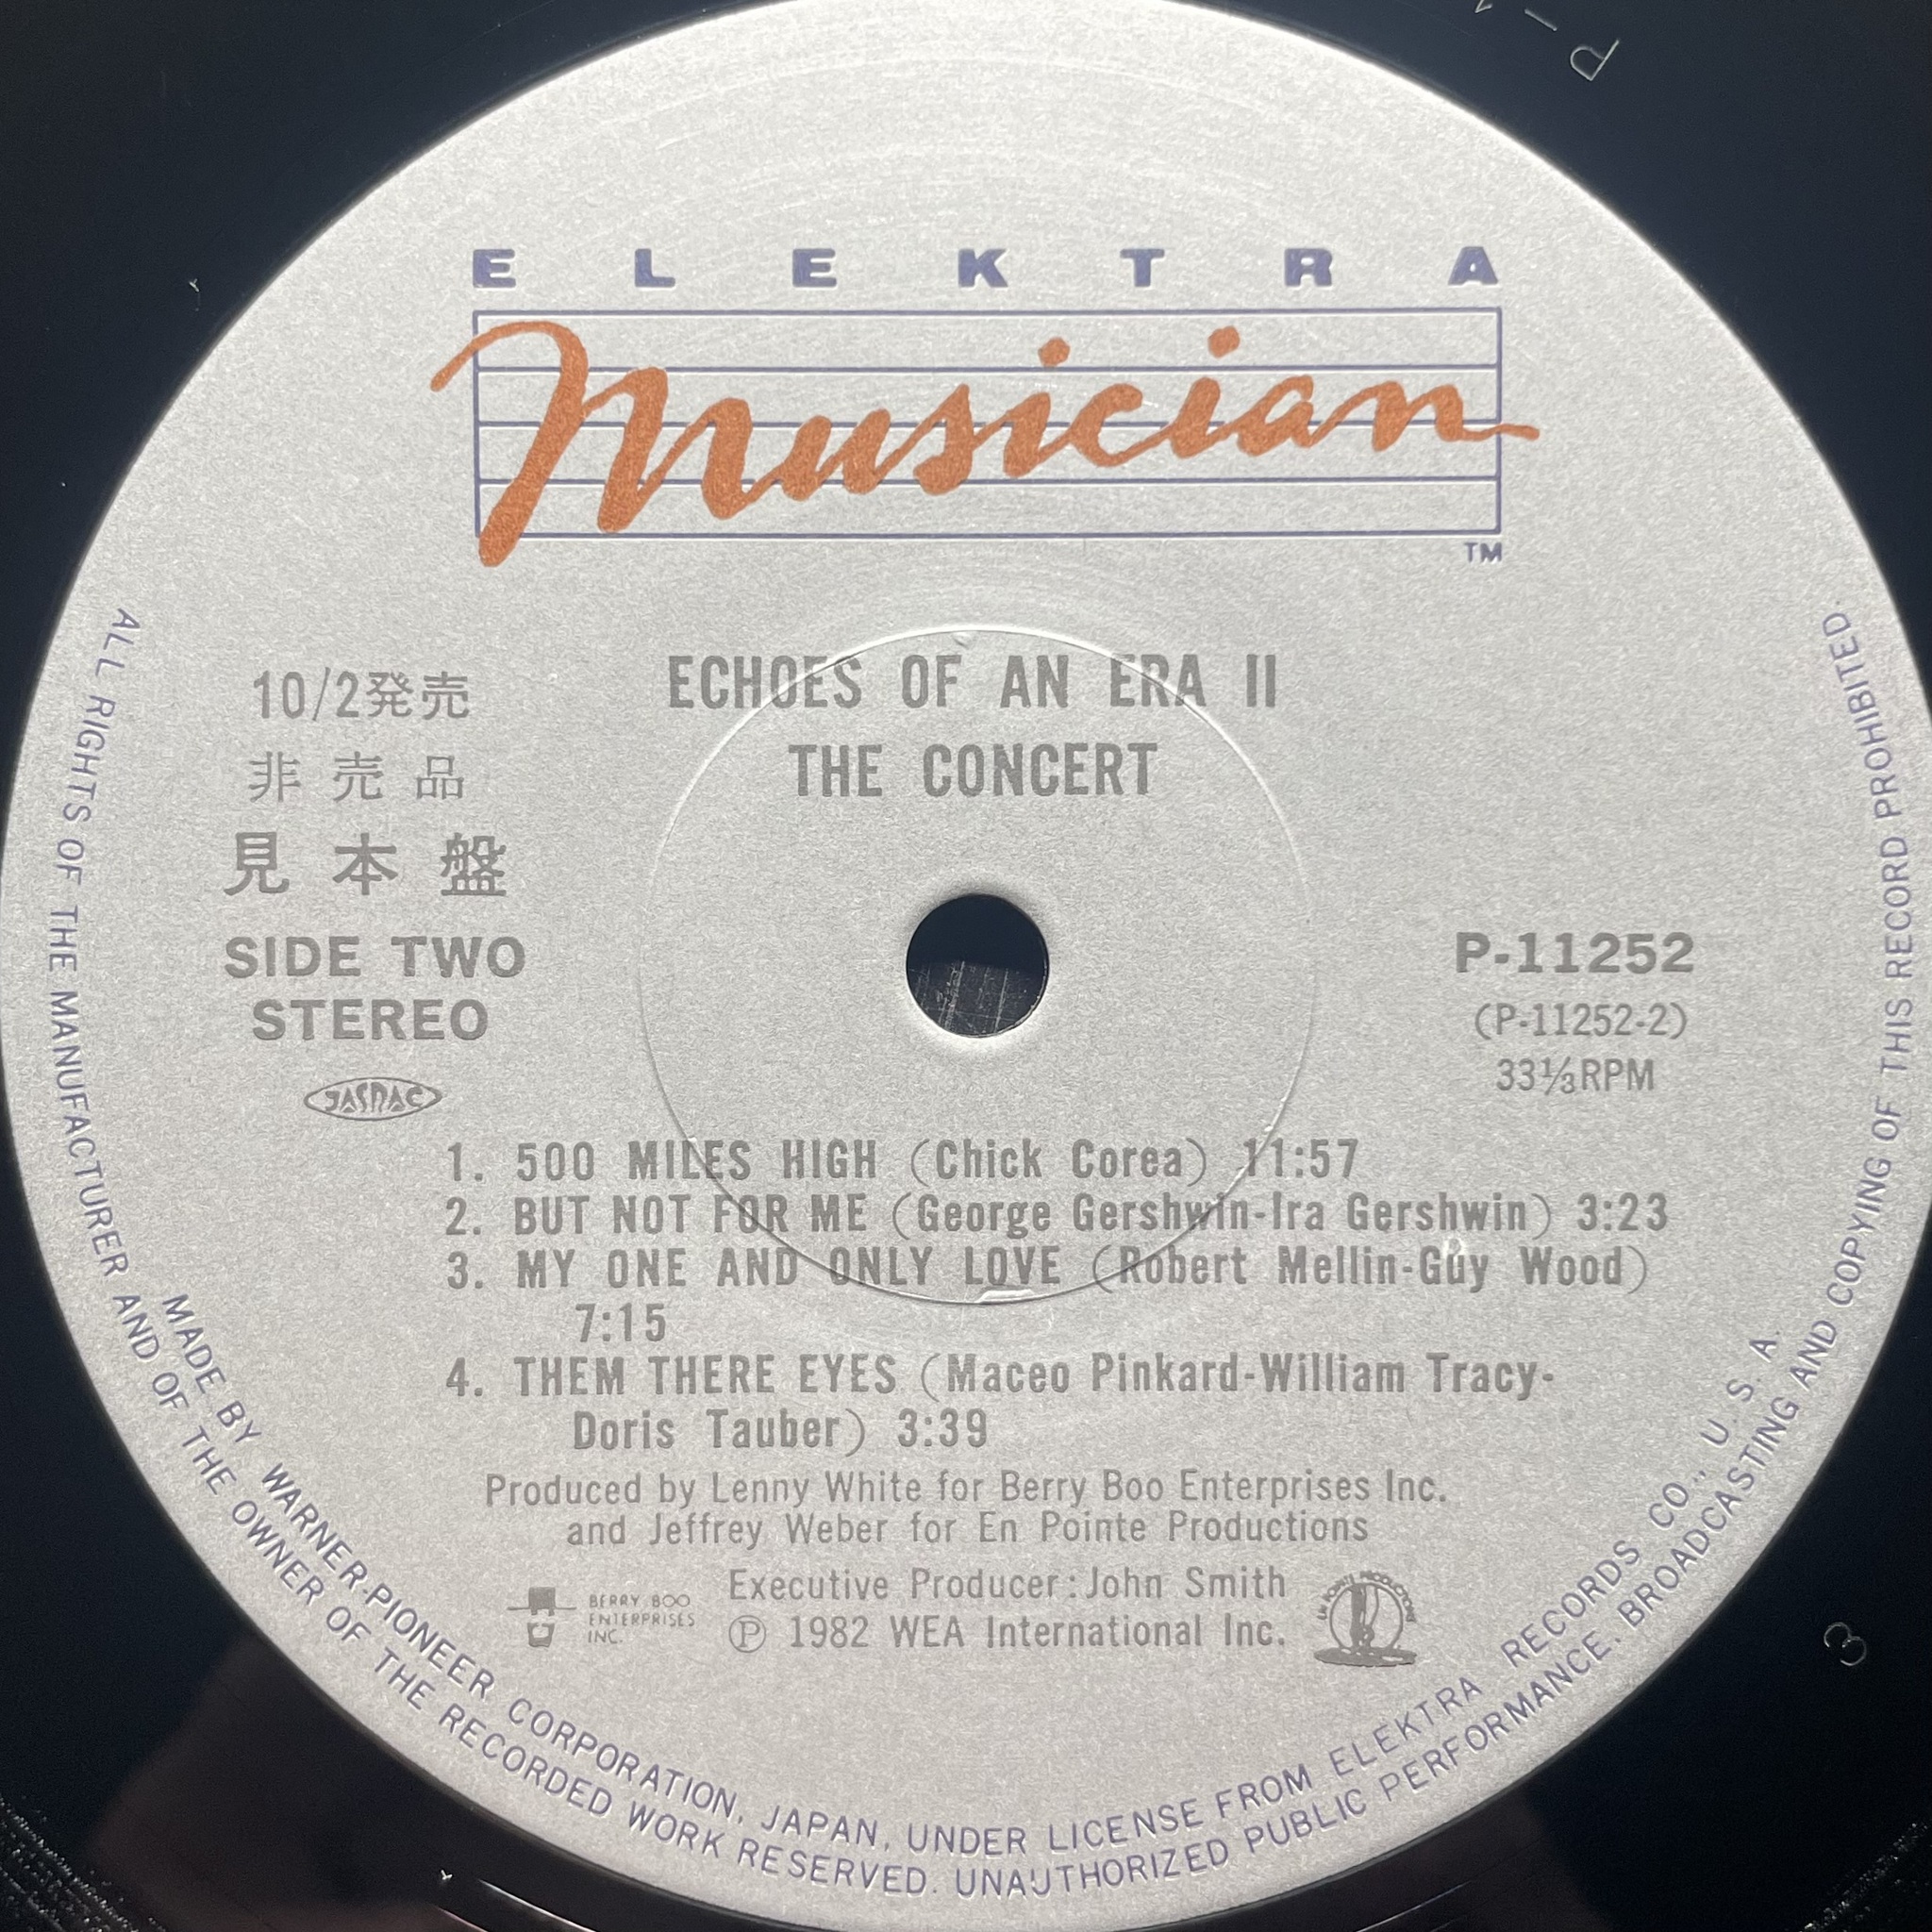 P-1
ELEKTRA
Musician
TM
ECHOES OF AN ERA II
THE CONCERT
10/2発売
非売品
見本盤
SIDE TWO
STEREO
JASRAC
P-11252
(P-11252-2)
33⅓RPM
1. 500 MILES HIGH (Chick Corea) 11:57
2. BUT NOT FOR ME (George Gershwin-Ira Gershwin) 3:23
3. MY ONE AND ONLY LOVE (Robert Mellin-Guy Wood)
7:15
4. THEM THERE EYES (Maceo Pinkard-William Tracy-
Doris Tauber) 3:39
Produced by Lenny White for Berry Boo Enterprises Inc.
and Jeffrey Weber for En Pointe Productions
Executive Producer:John Smith
Ⓟ 1982 WEA International Inc.
BERRY BOO
ENTERPRISES
INC.
EN POINTE PRODUCTIONS
MADE BY WARNER-PIONEER CORPORATION, JAPAN, UNDER LICENSE FROM ELEKTRA RECORDS CO., U. S. A.
ALL RIGHTS OF THE MANUFACTURER AND OF THE OWNER OF THE RECORDED WORK RESERVED. UNAUTHORIZED PUBLIC PERFORMANCE. BROADCASTING AND COPYING OF THIS RECORD PROHIBITED.
3